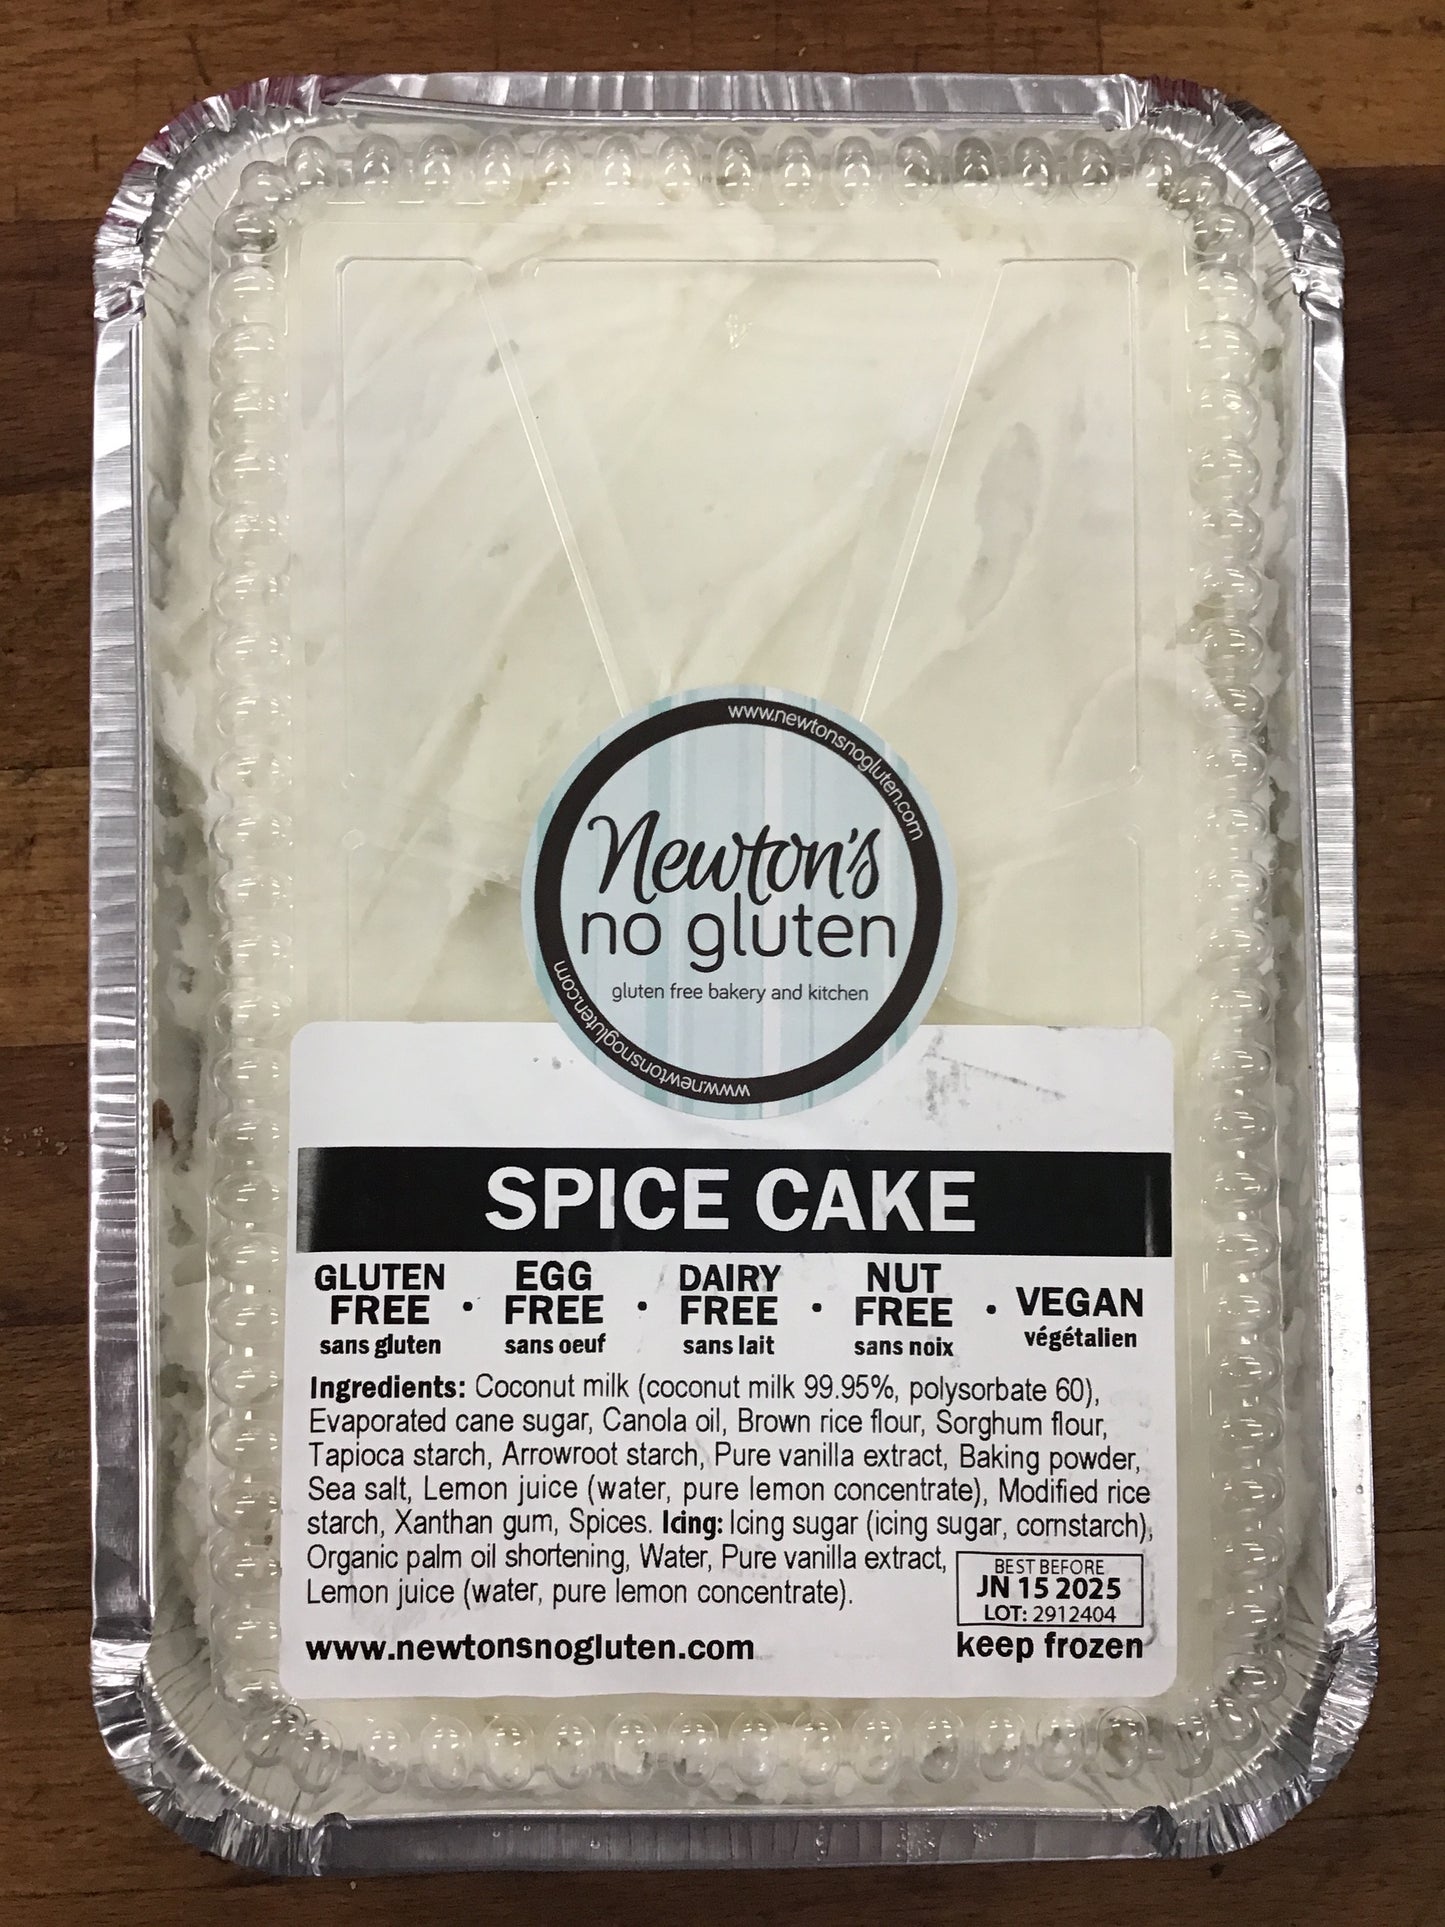 www.newtonsnogluten.com
Newton's
no gluten
gluten free bakery and kitchen
www.newtonsnogluten.com
SPICE CAKE
GLUTEN FREE · EGG FREE · DAIRY FREE · NUT FREE · VEGAN
sans gluten sans oeuf sans lait sans noix végétalien
Ingredients: Coconut milk (coconut milk 99.95%, polysorbate 60),
Evaporated cane sugar, Canola oil, Brown rice flour, Sorghum flour,
Tapioca starch, Arrowroot starch, Pure vanilla extract, Baking powder,
Sea salt, Lemon juice (water, pure lemon concentrate), Modified rice
starch, Xanthan gum, Spices. Icing: Icing sugar (icing sugar, cornstarch),
Organic palm oil shortening, Water, Pure vanilla extract,
Lemon juice (water, pure lemon concentrate).
BEST BEFORE
JN 15 2025
LOT: 2912404
www.newtonsnogluten.com keep frozen